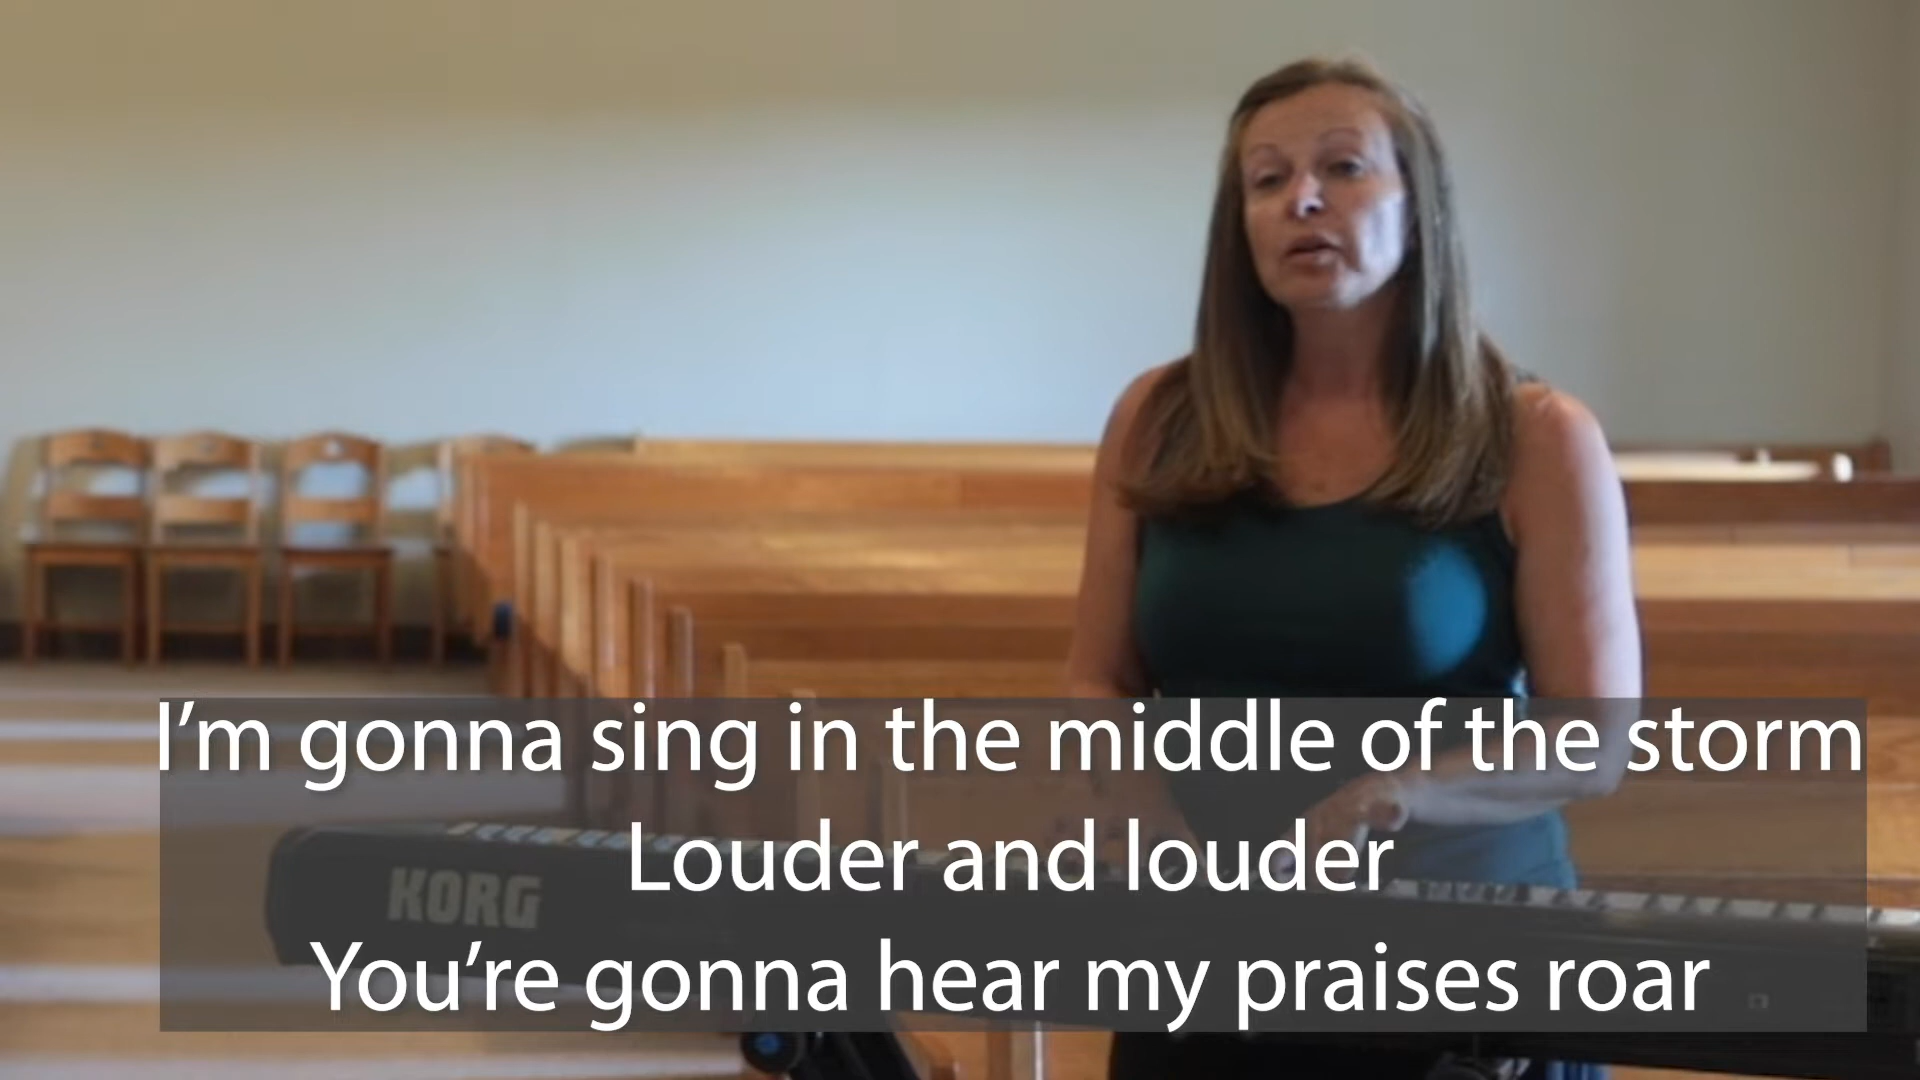 I'm gonna sing in the middle of the storm
Louder and louder
KORG
You're gonna hear my praises roar